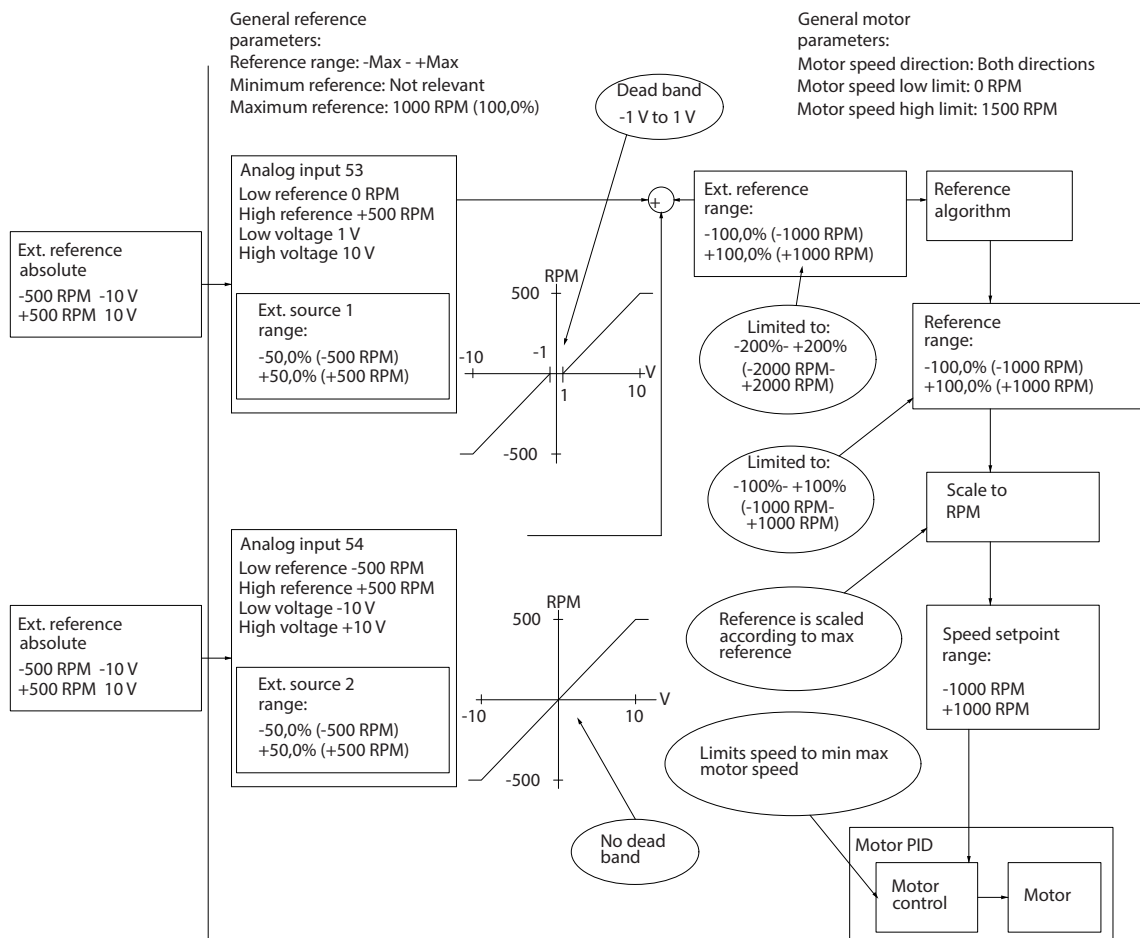 General reference
parameters:
Reference range: -Max - +Max
Minimum reference: Not relevant
Maximum reference: 1000 RPM (100,0%)
General motor
parameters:
Motor speed direction: Both directions
Motor speed low limit: 0 RPM
Motor speed high limit: 1500 RPM
Dead band
-1 V to 1 V
Analog input 53
Low reference 0 RPM
High reference +500 RPM
Low voltage 1 V
High voltage 10 V
Ext. source 1
range:
-50,0% (-500 RPM)
+50,0% (+500 RPM)
Ext. reference
absolute
-500 RPM -10 V
+500 RPM 10 V
RPM
500
-10
-1
V
1
10
-500
+
Ext. reference
range:
-100,0% (-1000 RPM)
+100,0% (+1000 RPM)
Reference
algorithm
Limited to:
-200%- +200%
(-2000 RPM-
+2000 RPM)
Reference
range:
-100,0% (-1000 RPM)
+100,0% (+1000 RPM)
Limited to:
-100%- +100%
(-1000 RPM-
+1000 RPM)
Scale to
RPM
Analog input 54
Low reference -500 RPM
High reference +500 RPM
Low voltage -10 V
High voltage +10 V
Ext. source 2
range:
-50,0% (-500 RPM)
+50,0% (+500 RPM)
Ext. reference
absolute
-500 RPM -10 V
+500 RPM 10 V
RPM
500
V
-10
10
-500
No dead
band
Reference is scaled
according to max
reference
Speed setpoint
range:
-1000 RPM
+1000 RPM
Limits speed to min max
motor speed
Motor PID
Motor
control
Motor